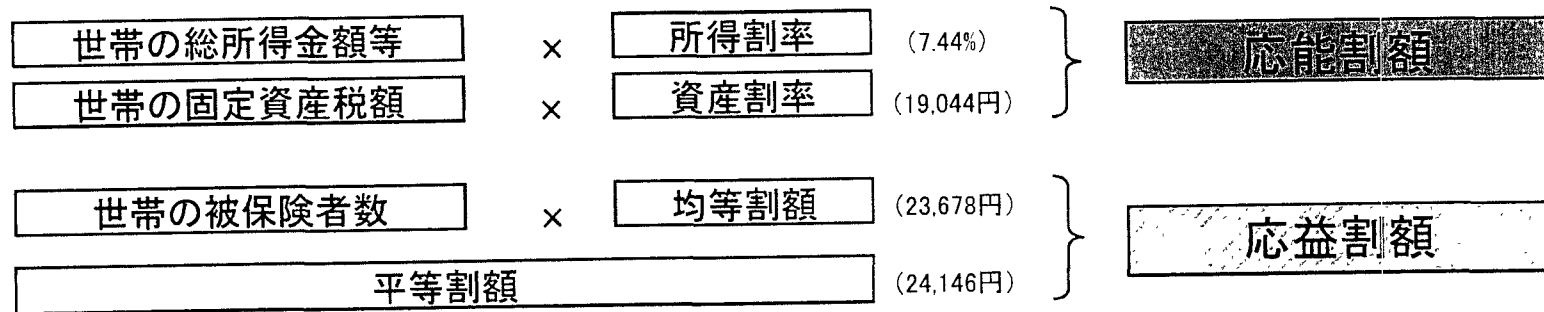 世帯の総所得金額等 × 所得割率 (7.44%)
世帯の固定資産税額 × 資産割率 (19,044円)
応能割額
世帯の被保険者数 × 均等割額 (23,678円)
平等割額 (24,146円)
応益割額